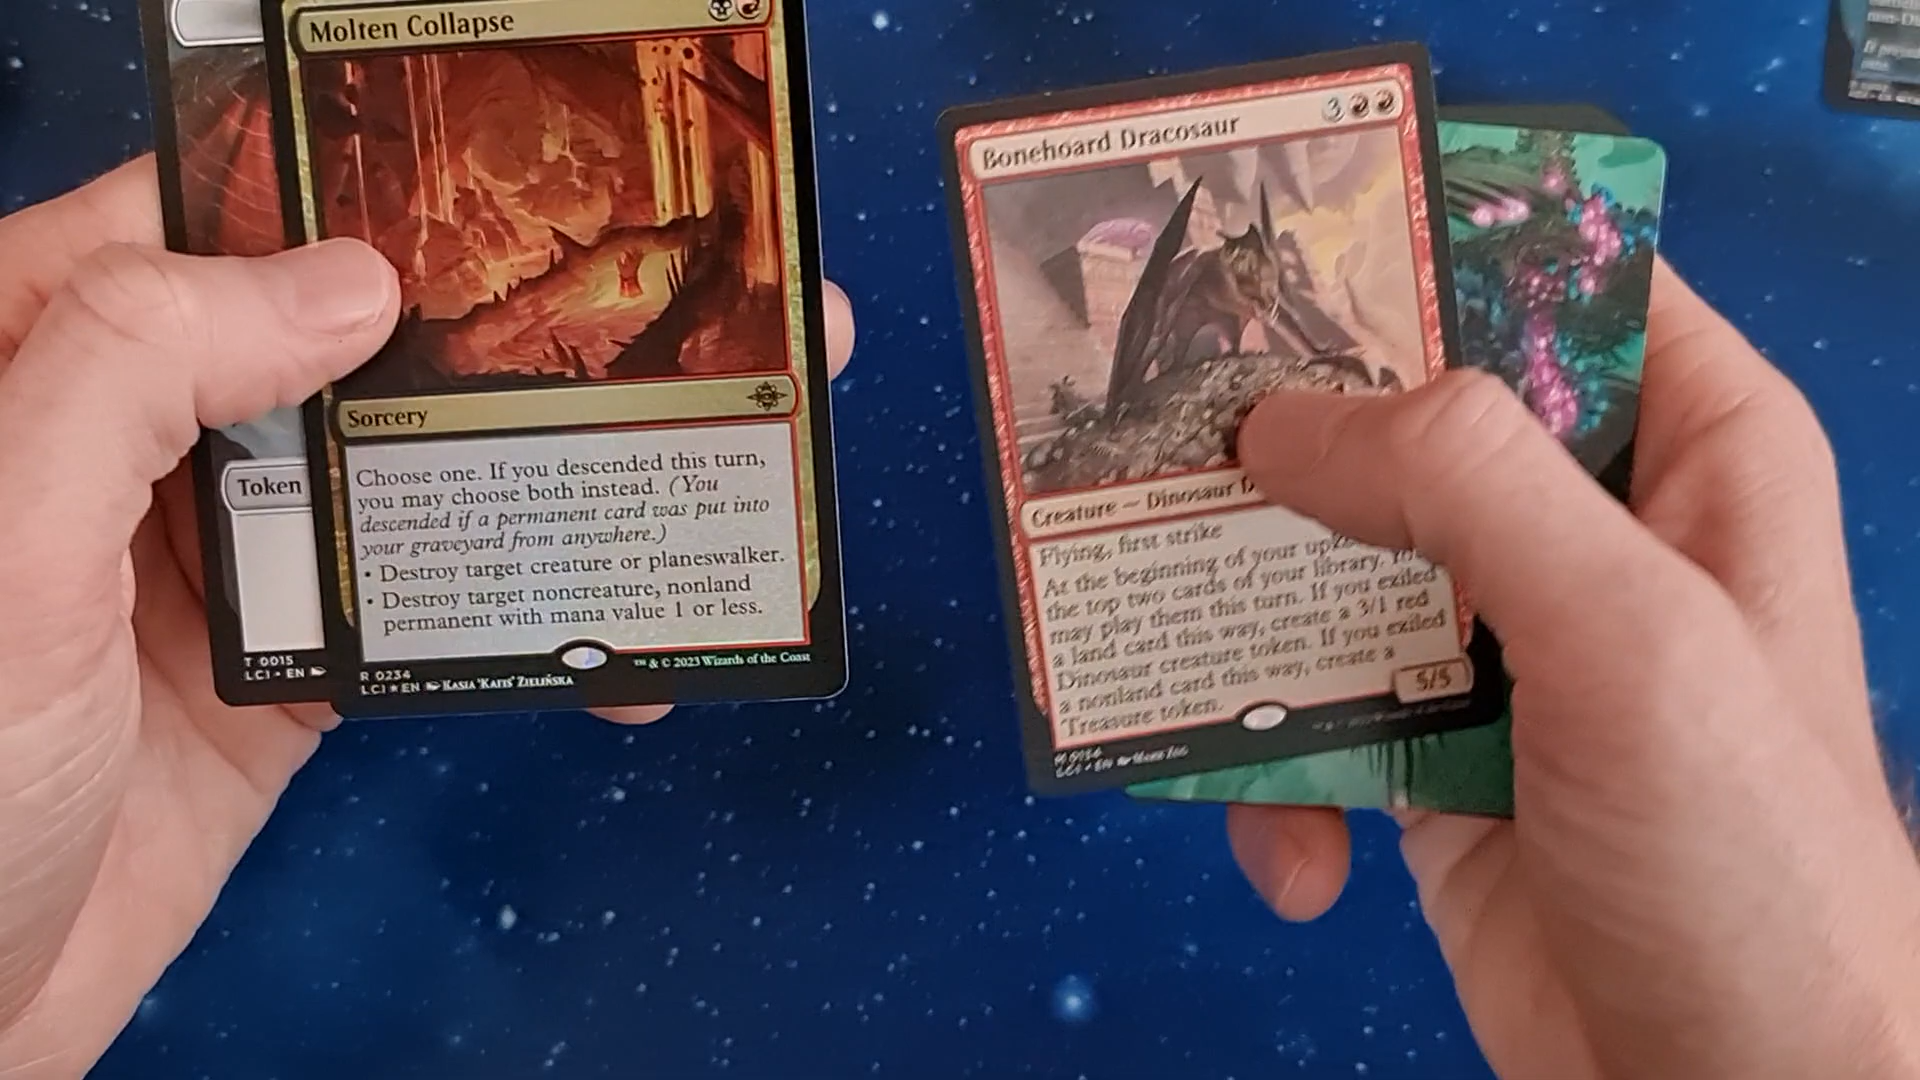 Molten Collapse
Sorcery
Choose one. If you descended this turn,
you may choose both instead. (You
descended if a permanent card was put into
your graveyard from anywhere.)
• Destroy target creature or planeswalker.
• Destroy target noncreature, nonland
permanent with mana value 1 or less.
R 0234
LCI ★ EN KASIA 'KAFIS' ZIELIŃSKA
™ & © 2023 Wizards of the Coast
Token
T 0015
LCI • EN
Bonehoard Dracosaur
3
Creature — Dinosaur D
Flying, first strike
At the beginning of your
the top two cards of your library. You
may play them this turn. If you exiled
a land card this way, create a 3/1 red
Dinosaur creature token. If you exiled
a nonland card this way, create a
Treasure token.
5/5
LCI • EN